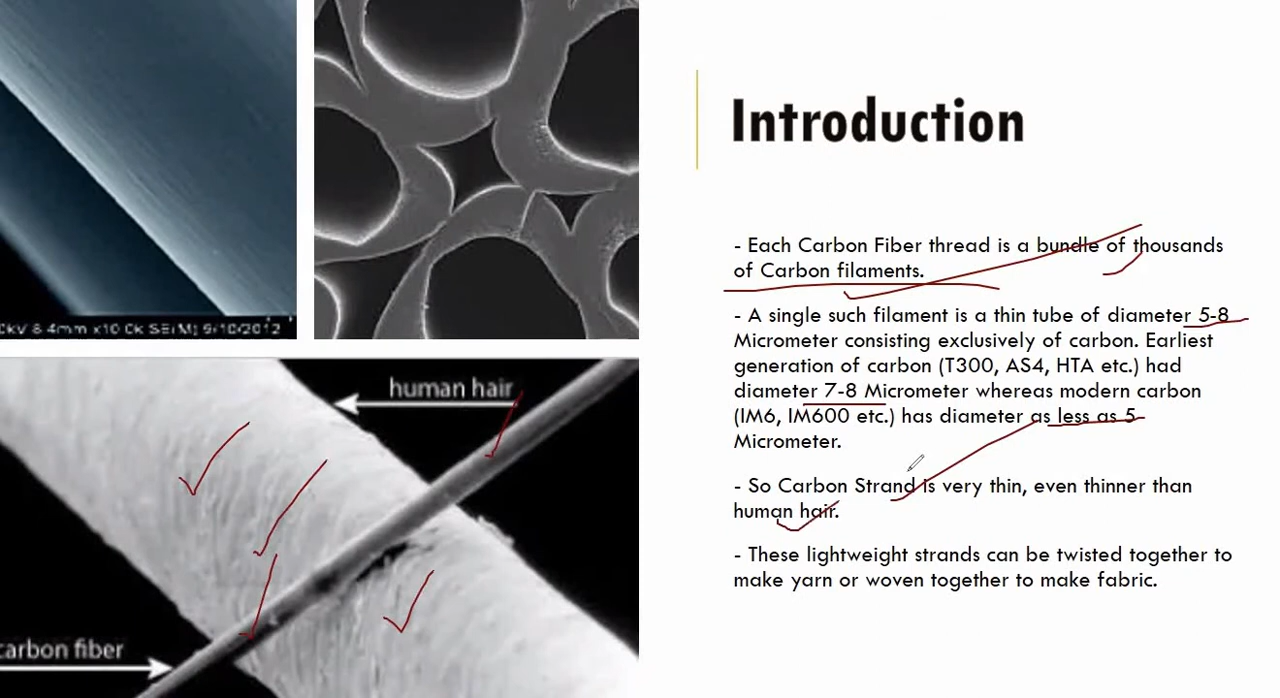 0kV 8.4mm x10.0k SE(M) 9/10/2012
human hair
carbon fiber
Introduction
- Each Carbon Fiber thread is a bundle of thousands
of Carbon filaments.
- A single such filament is a thin tube of diameter 5-8
Micrometer consisting exclusively of carbon. Earliest
generation of carbon (T300, AS4, HTA etc.) had
diameter 7-8 Micrometer whereas modern carbon
(IM6, IM600 etc.) has diameter as less as 5
Micrometer.
- So Carbon Strand is very thin, even thinner than
human hair.
- These lightweight strands can be twisted together to
make yarn or woven together to make fabric.